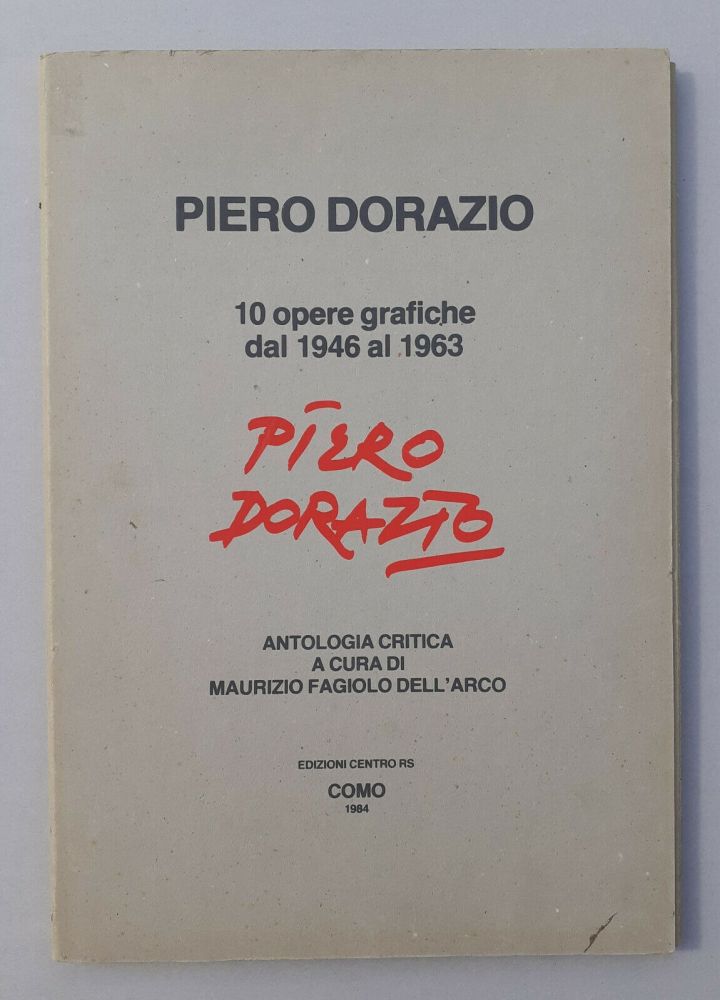 PIERO DORAZIO
10 opere grafiche
dal 1946 al 1963
PIERO
DORAZIO
ANTOLOGIA CRITICA
A CURA DI
MAURIZIO FAGIOLO DELL'ARCO
EDIZIONI CENTRO RS
COMO
1984